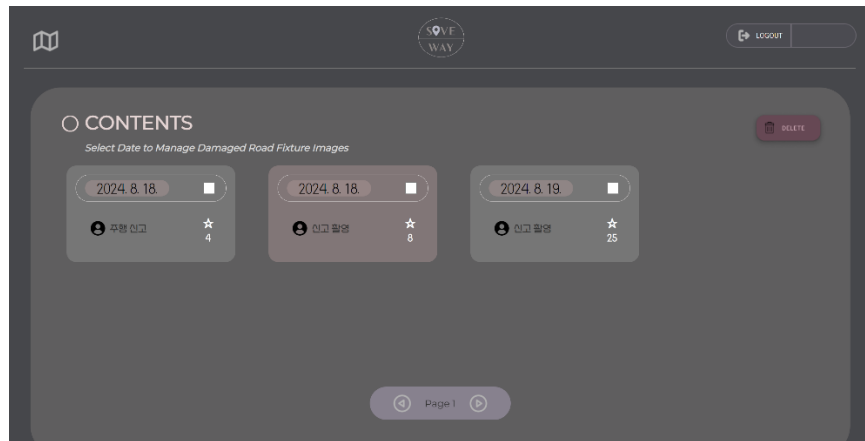 SOVE
WAY
LOGOUT
CONTENTS
DELETE
Select Date to Manage Damaged Road Fixture Images
2024. 8. 18.
2024. 8. 18.
2024. 8. 19.
주행 신고
4
신고 촬영
8
신고 촬영
25
Page 1